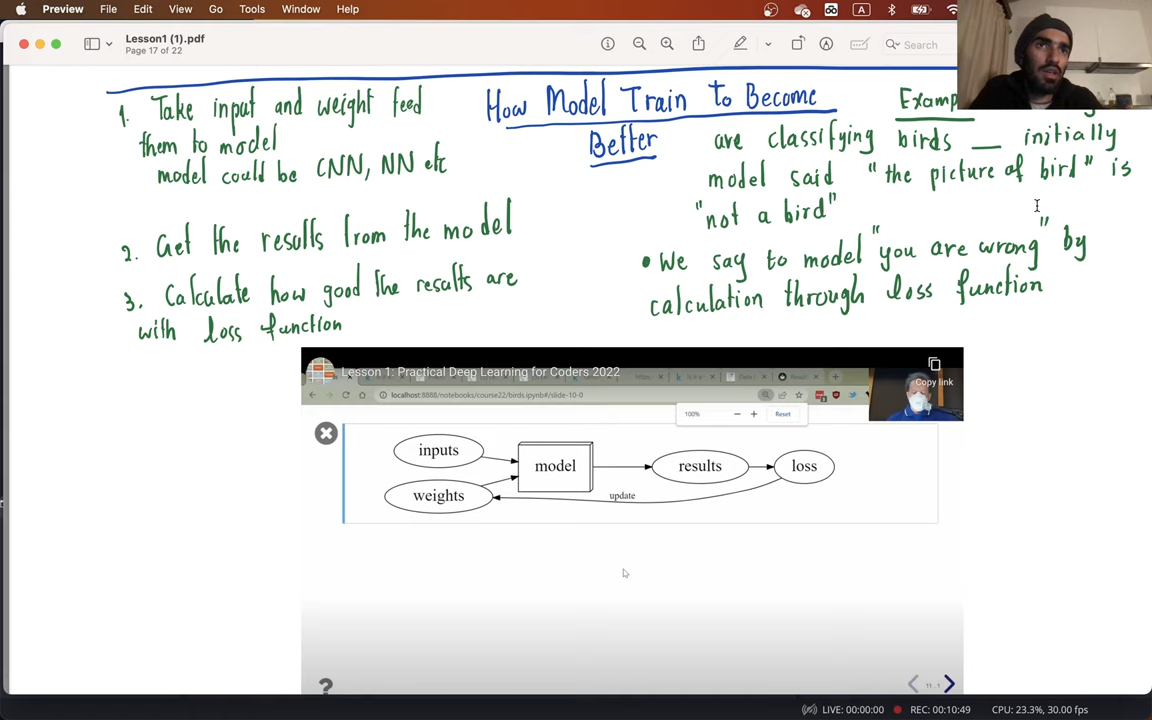 Preview File Edit View Go Tools Window Help
A
Lesson1 (1).pdf
Page 17 of 22
Search
How Model Train to Become
Better
1. Take input and weight feed
them to model
model could be CNN, NN etc
2. Get the results from the model
3. Calculate how good the results are
with loss function
Examp
are classifying birds __ initially
model said "the picture of bird" is
"not a bird"
• We say to model "you are wrong" by
calculation through loss function
Lesson 1: Practical Deep Learning for Coders 2022
Copy link
localhost:8888/notebooks/course22/birds.ipynb#/slide-10-0
100% − + Reset
inputs
model
results
loss
weights
update
?
11.1
LIVE: 00:00:00 REC: 00:10:49 CPU: 23.3%, 30.00 fps